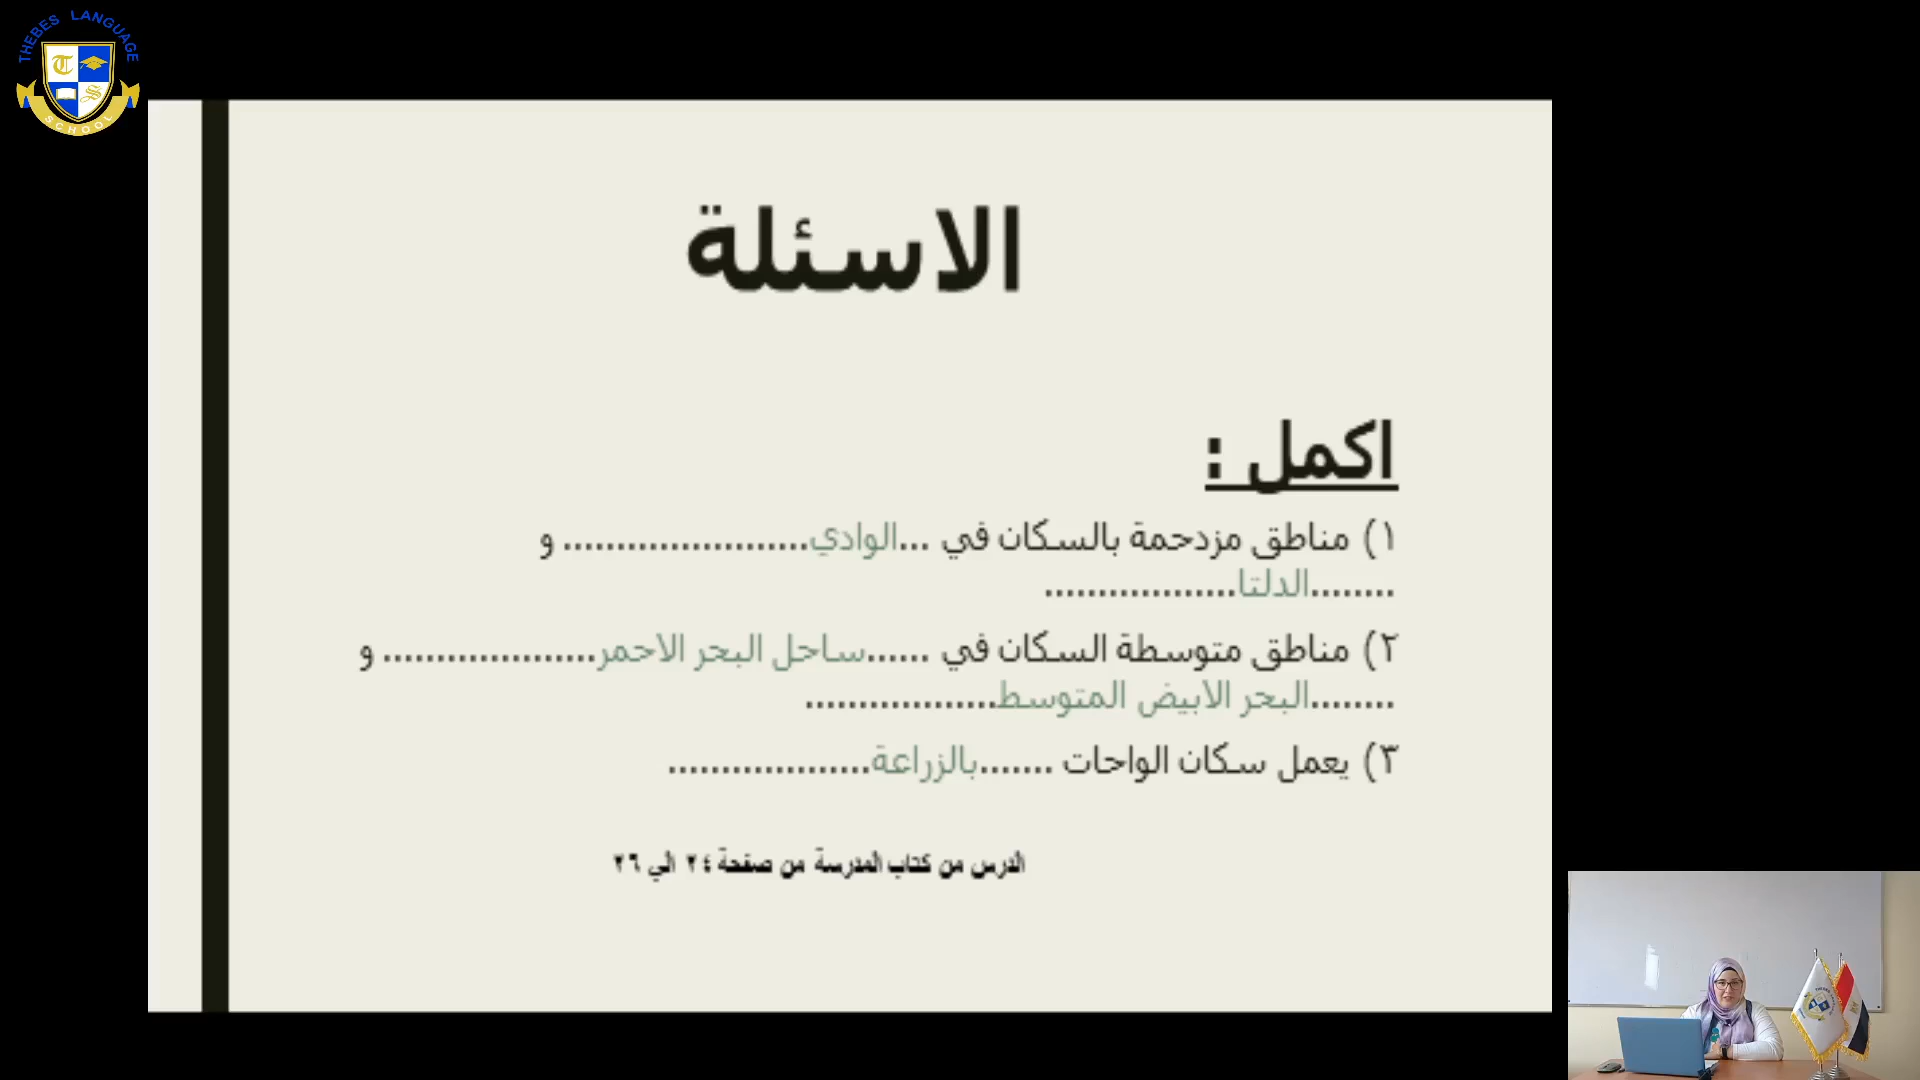 THEBES LANGUAGE
SCHOOL
الاسئلة
اكمل :
١) مناطق مزدحمة بالسكان في ...الوادي....................... و
........الدلتا..................
٢) مناطق متوسطة السكان في ......ساحل البحر الاحمر.................... و
........البحر الابيض المتوسط..................
٣) يعمل سكان الواحات .......بالزراعة...................
الدرس من كتاب المدرسة من صفحة ٢٤ الي ٢٦